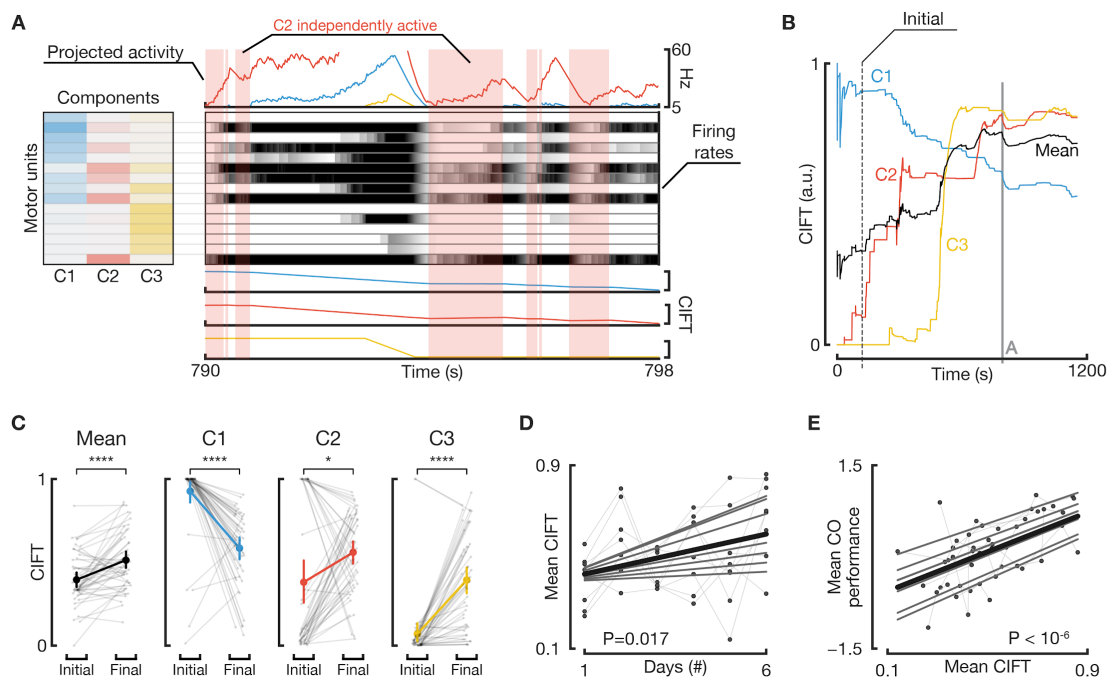 A
C2 independently active
Projected activity
60
Hz
5
Components
Motor units
Firing
rates
C1 C2 C3
CIFT
790
Time (s)
798
B
Initial
1
C1
Mean
C2
CIFT (a.u.)
C3
0
A
0
Time (s)
1200
C
Mean
C1
C2
C3
****
****
*
****
1
CIFT
0
Initial Final
Initial Final
Initial Final
Initial Final
D
0.9
Mean CIFT
P=0.017
0.1
1
Days (#)
6
E
1.5
Mean CO
performance
P < 10-6
−1.5
0.1
Mean CIFT
0.9